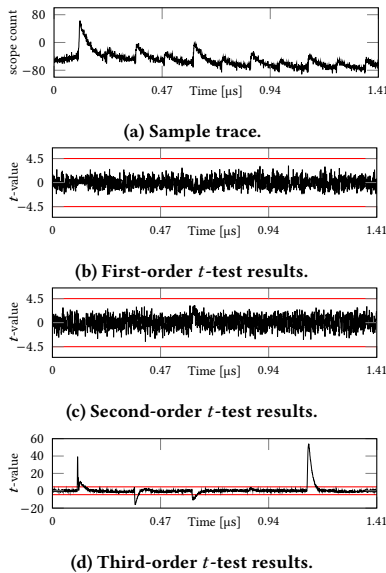 80
0
−80
scope count
0 0.47 0.94 1.41
Time [μs]
(a) Sample trace.
4.5
0
−4.5
t-value
0 0.47 0.94 1.41
Time [μs]
(b) First-order t-test results.
4.5
0
−4.5
t-value
0 0.47 0.94 1.41
Time [μs]
(c) Second-order t-test results.
60
40
20
0
−20
t-value
0 0.47 0.94 1.41
Time [μs]
(d) Third-order t-test results.